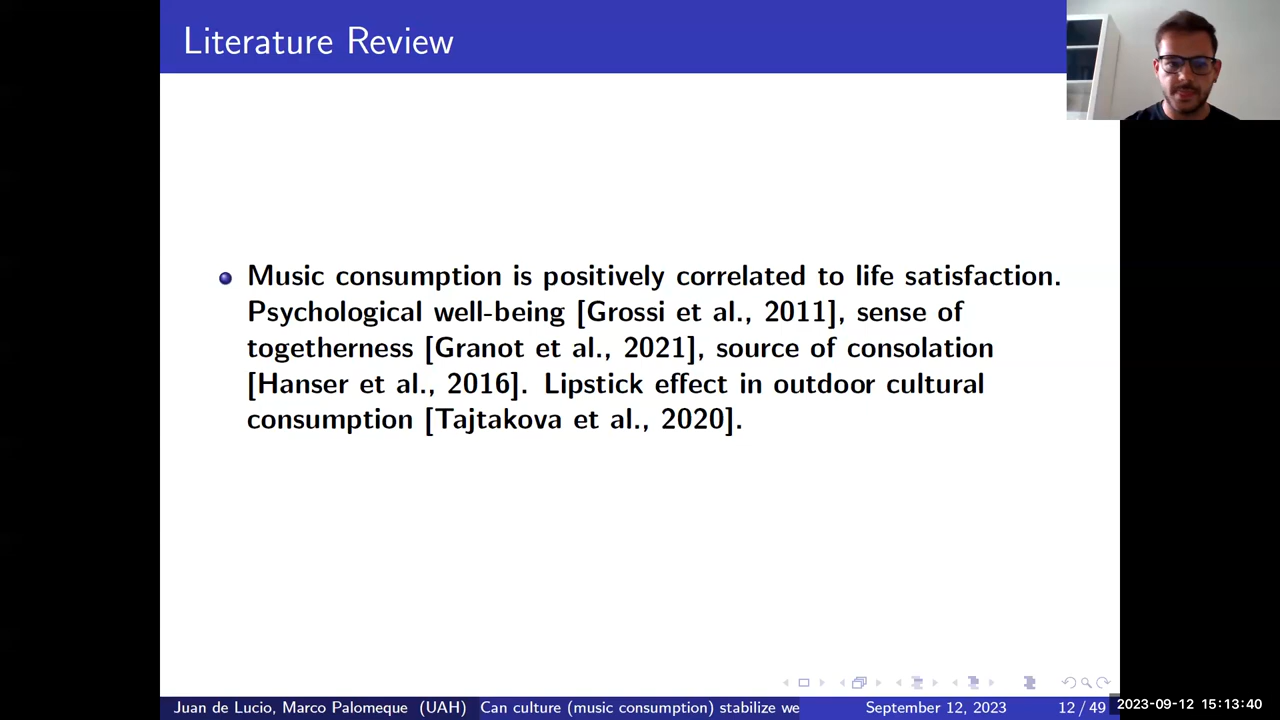 Literature Review
Music consumption is positively correlated to life satisfaction.
Psychological well-being [Grossi et al., 2011], sense of
togetherness [Granot et al., 2021], source of consolation
[Hanser et al., 2016]. Lipstick effect in outdoor cultural
consumption [Tajtakova et al., 2020].
Juan de Lucio, Marco Palomeque (UAH) Can culture (music consumption) stabilize we September 12, 2023 12 / 49
2023-09-12 15:13:40